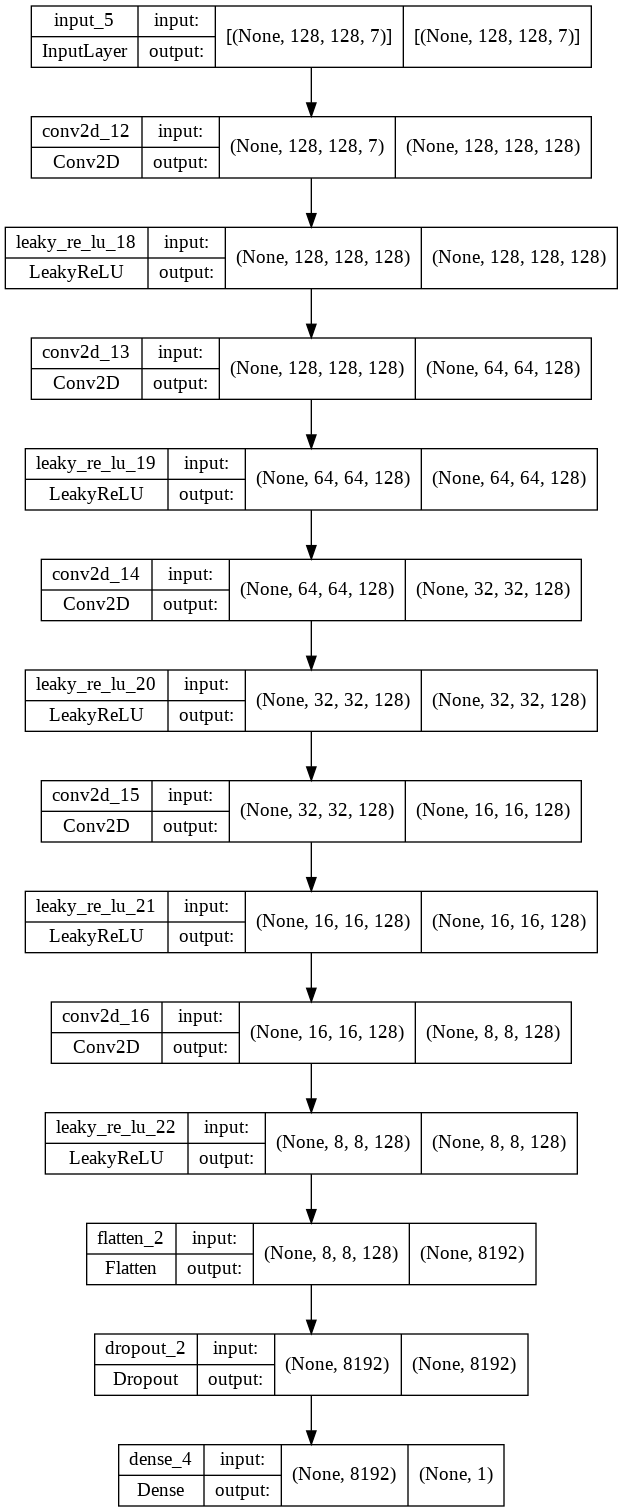 input_5 input: [(None, 128, 128, 7)] [(None, 128, 128, 7)]
InputLayer output:
conv2d_12 input: (None, 128, 128, 7) (None, 128, 128, 128)
Conv2D output:
leaky_re_lu_18 input: (None, 128, 128, 128) (None, 128, 128, 128)
LeakyReLU output:
conv2d_13 input: (None, 128, 128, 128) (None, 64, 64, 128)
Conv2D output:
leaky_re_lu_19 input: (None, 64, 64, 128) (None, 64, 64, 128)
LeakyReLU output:
conv2d_14 input: (None, 64, 64, 128) (None, 32, 32, 128)
Conv2D output:
leaky_re_lu_20 input: (None, 32, 32, 128) (None, 32, 32, 128)
LeakyReLU output:
conv2d_15 input: (None, 32, 32, 128) (None, 16, 16, 128)
Conv2D output:
leaky_re_lu_21 input: (None, 16, 16, 128) (None, 16, 16, 128)
LeakyReLU output:
conv2d_16 input: (None, 16, 16, 128) (None, 8, 8, 128)
Conv2D output:
leaky_re_lu_22 input: (None, 8, 8, 128) (None, 8, 8, 128)
LeakyReLU output:
flatten_2 input: (None, 8, 8, 128) (None, 8192)
Flatten output:
dropout_2 input: (None, 8192) (None, 8192)
Dropout output:
dense_4 input: (None, 8192) (None, 1)
Dense output: